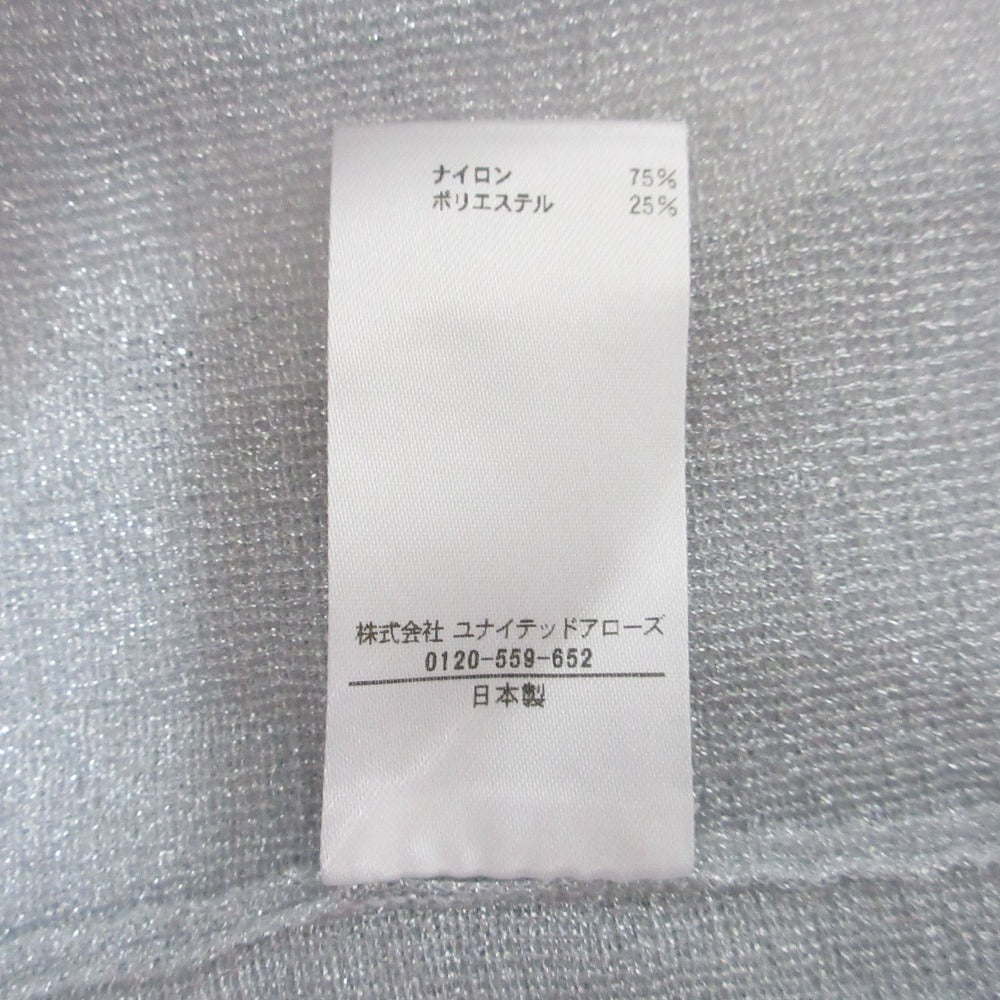 ナイロン 75%
ポリエステル 25%
株式会社 ユナイテッドアローズ
0120-559-652
日本製